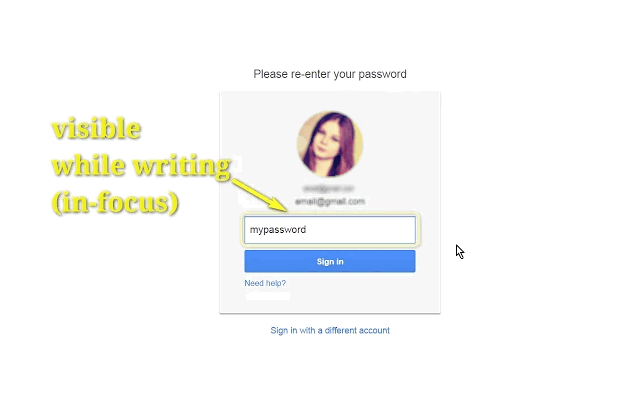 Please re-enter your password
visible
while writing
(in-focus)
email@gmail.com
mypassword
Sign in
Need help?
Sign in with a different account